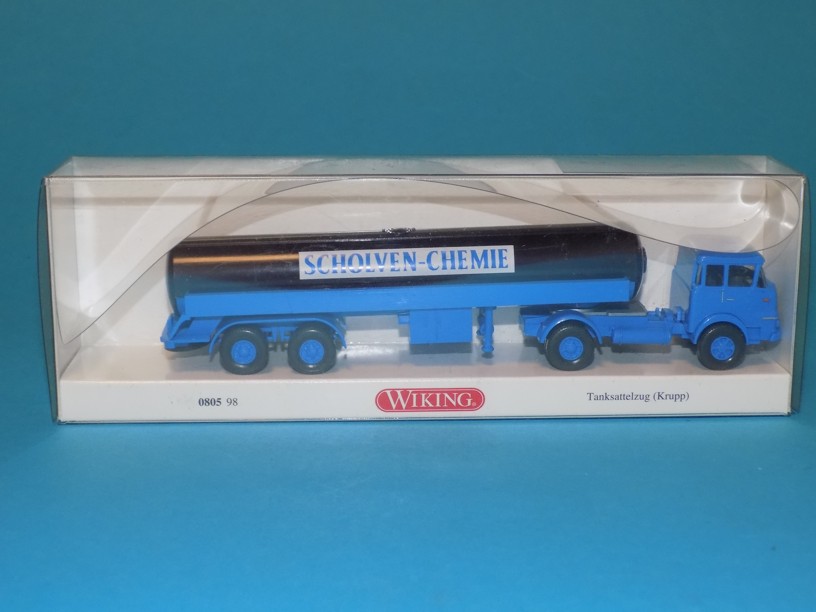 SCHOLVEN-CHEMIE
0805 98
WIKING®
Tanksattelzug (Krupp)